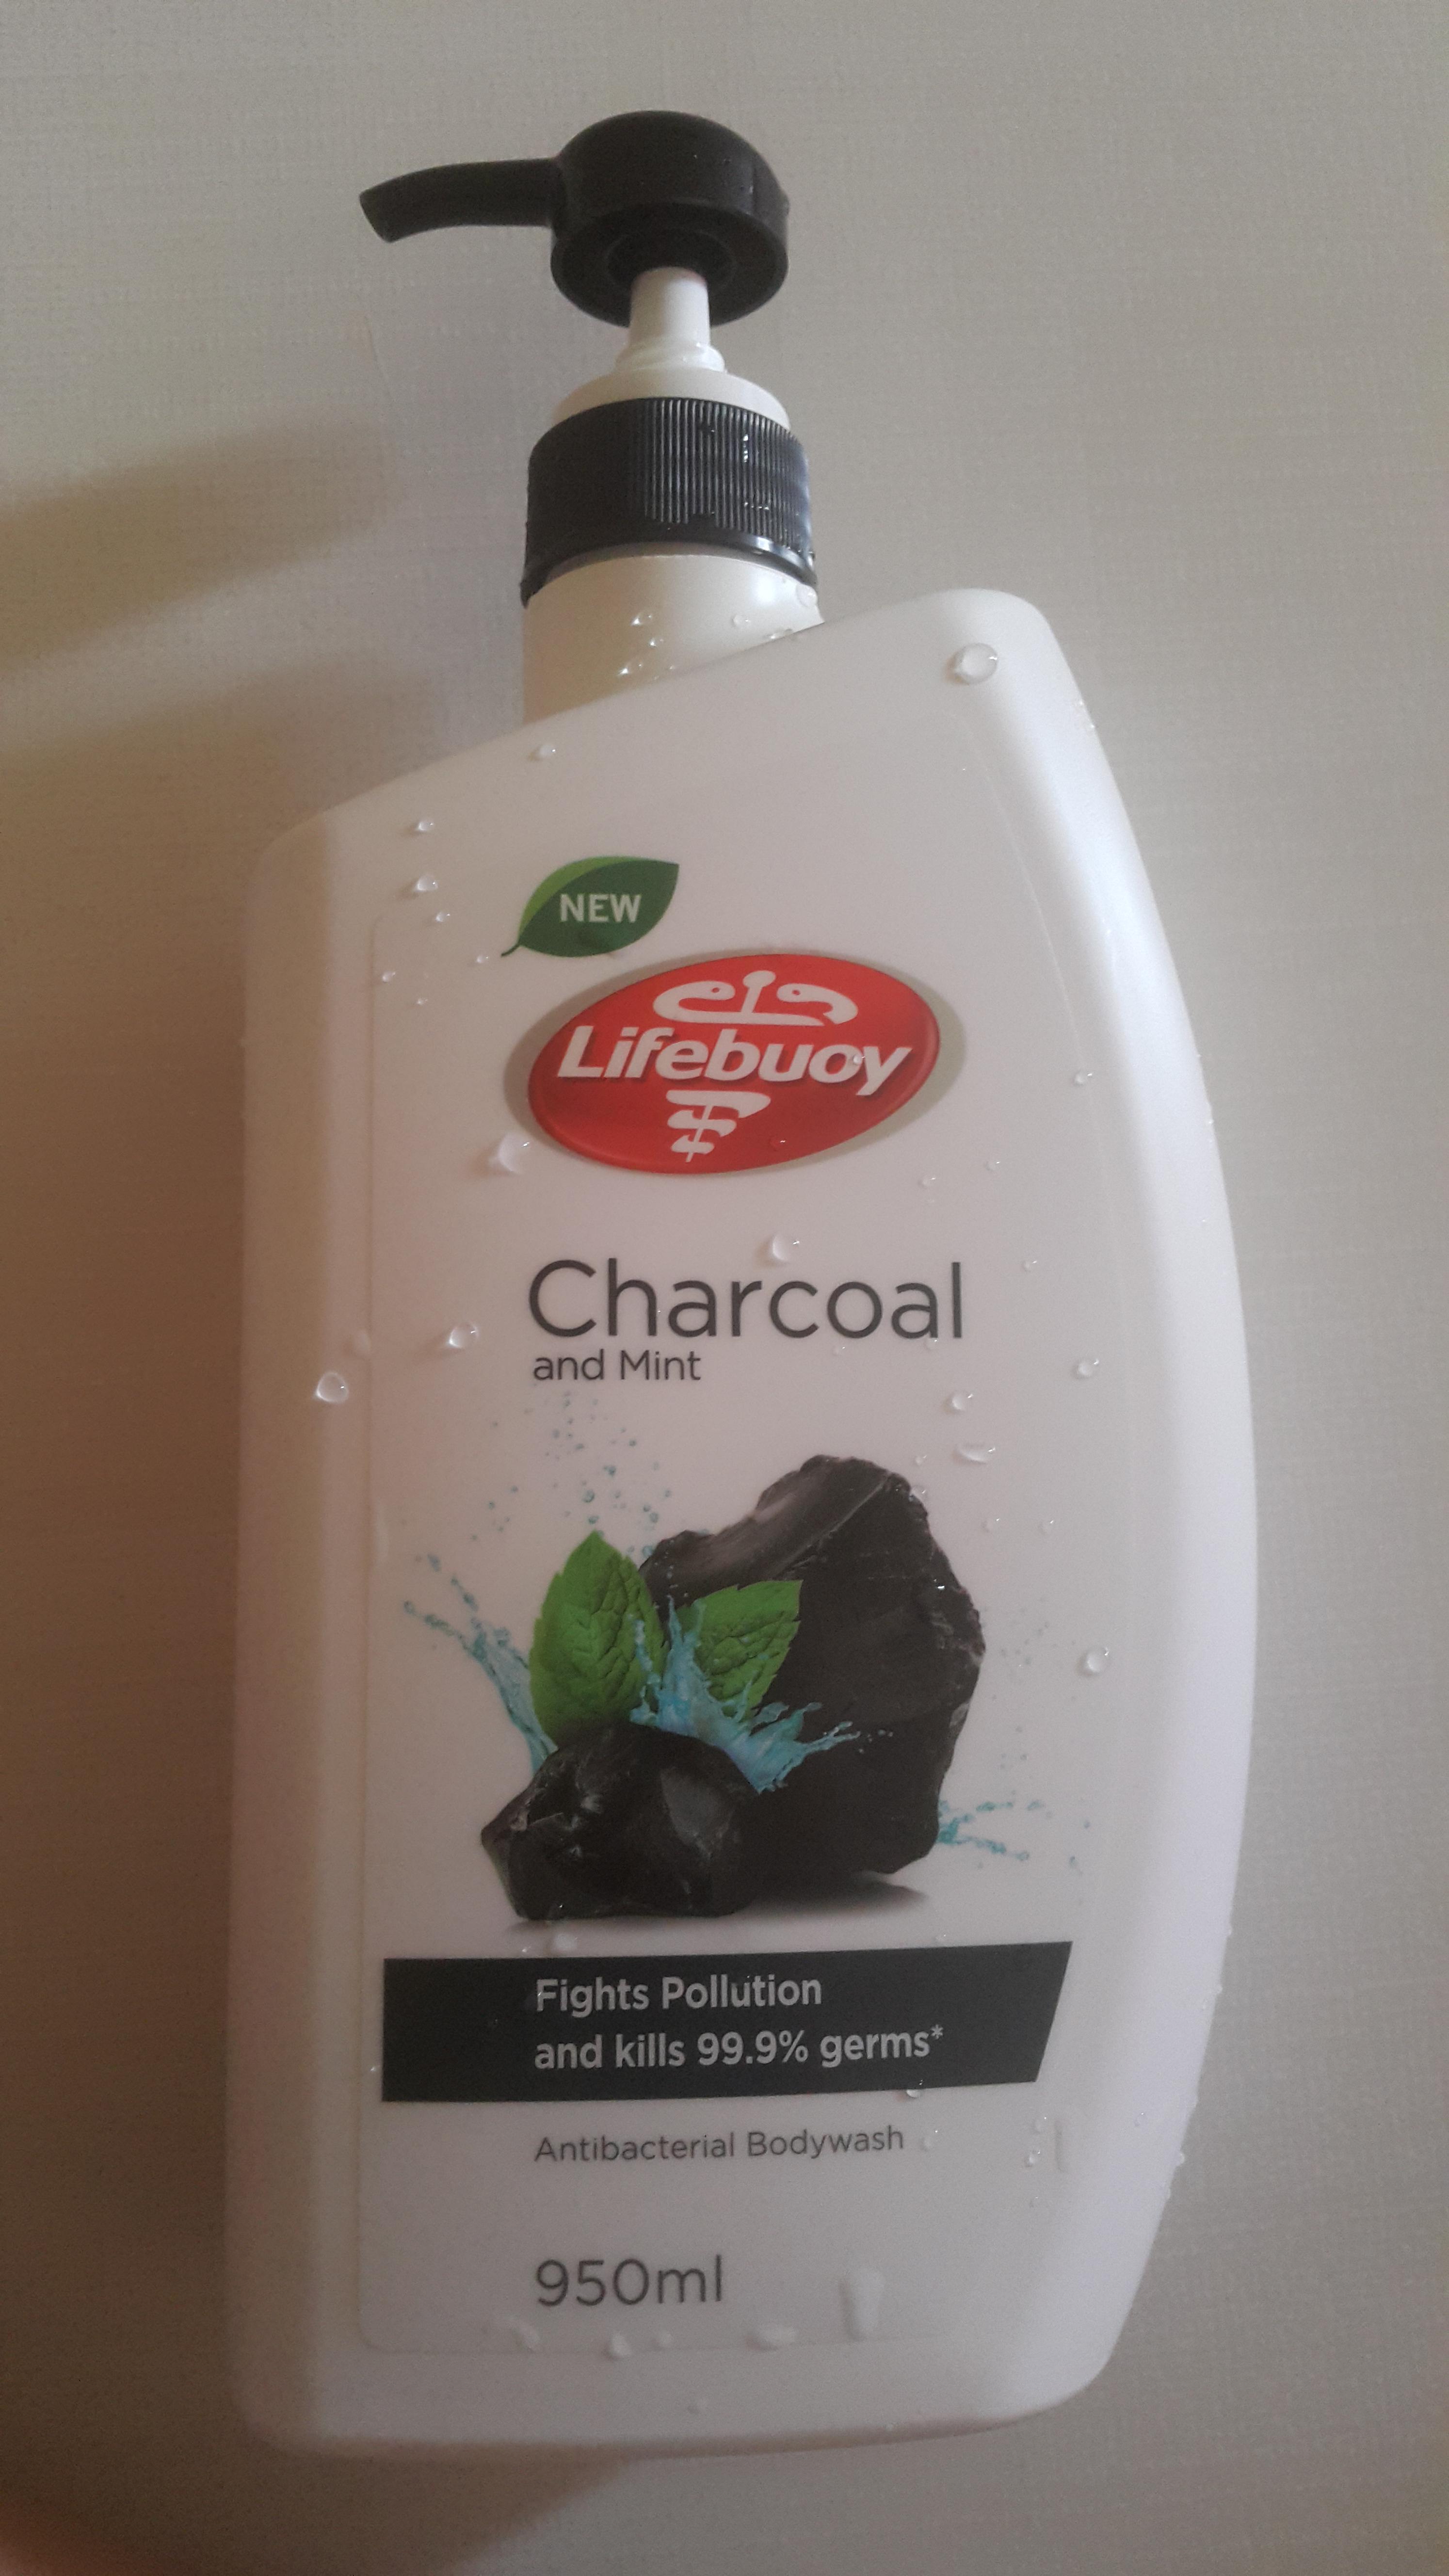 NEW
Lifebuoy
Charcoal
and Mint
Fights Pollution
and kills 99.9% germs*
Antibacterial Bodywash
950ml